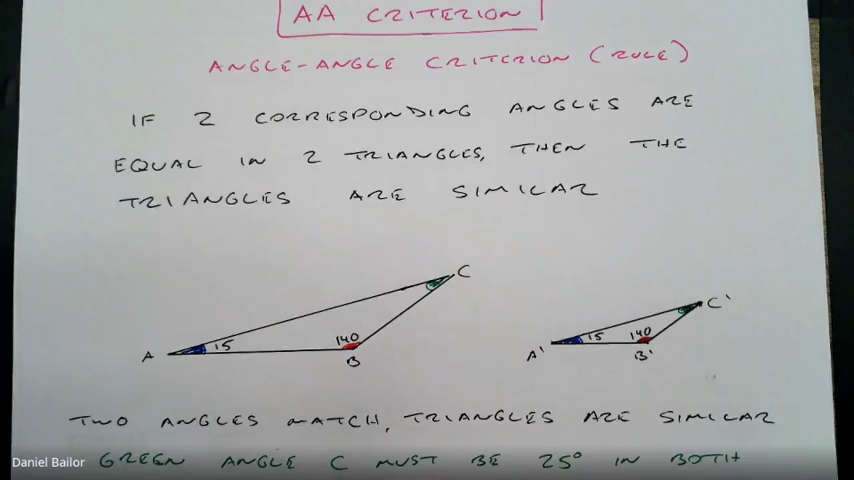 AA CRITERION
ANGLE-ANGLE CRITERION (RULE)
IF 2 CORRESPONDING ANGLES ARE
EQUAL IN 2 TRIANGLES, THEN THE
TRIANGLES ARE SIMILAR
C
C'
A 15 140
B
A' 15 140
B'
TWO ANGLES MATCH, TRIANGLES ARE SIMILAR
GREEN ANGLE C MUST BE 25° IN BOTH
Daniel Bailor